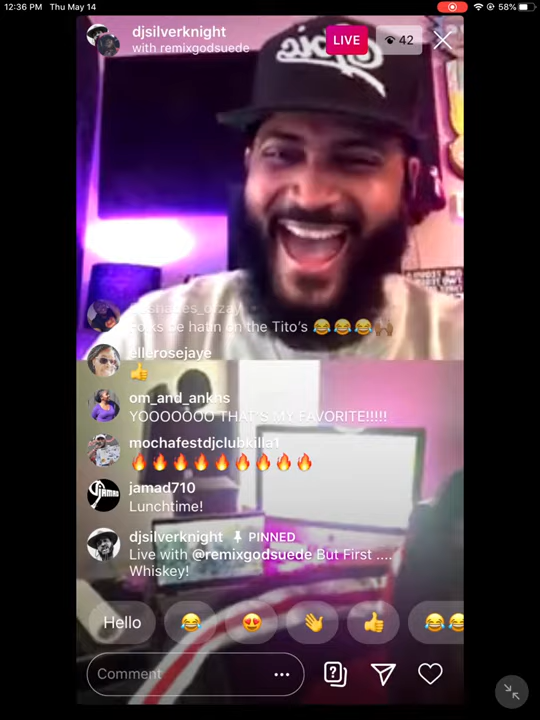 12:36 PM Thu May 14
58%
djsilverknight
with remixgodsuede
LIVE
42
Folks be hatin on the Tito's 😂😂😂🙌🏾
ellerosejaye
👍
om_and_ankhs
YOOOOOOO THAT'S MY FAVORITE!!!!!
mochafestdjclubkilla1
🔥🔥🔥🔥🔥🔥🔥🔥🔥
jamad710
Lunchtime!
djsilverknight PINNED
Live with @remixgodsuede But First ....
Whiskey!
Hello 😂 😍 👋 👍 😂😂
Comment